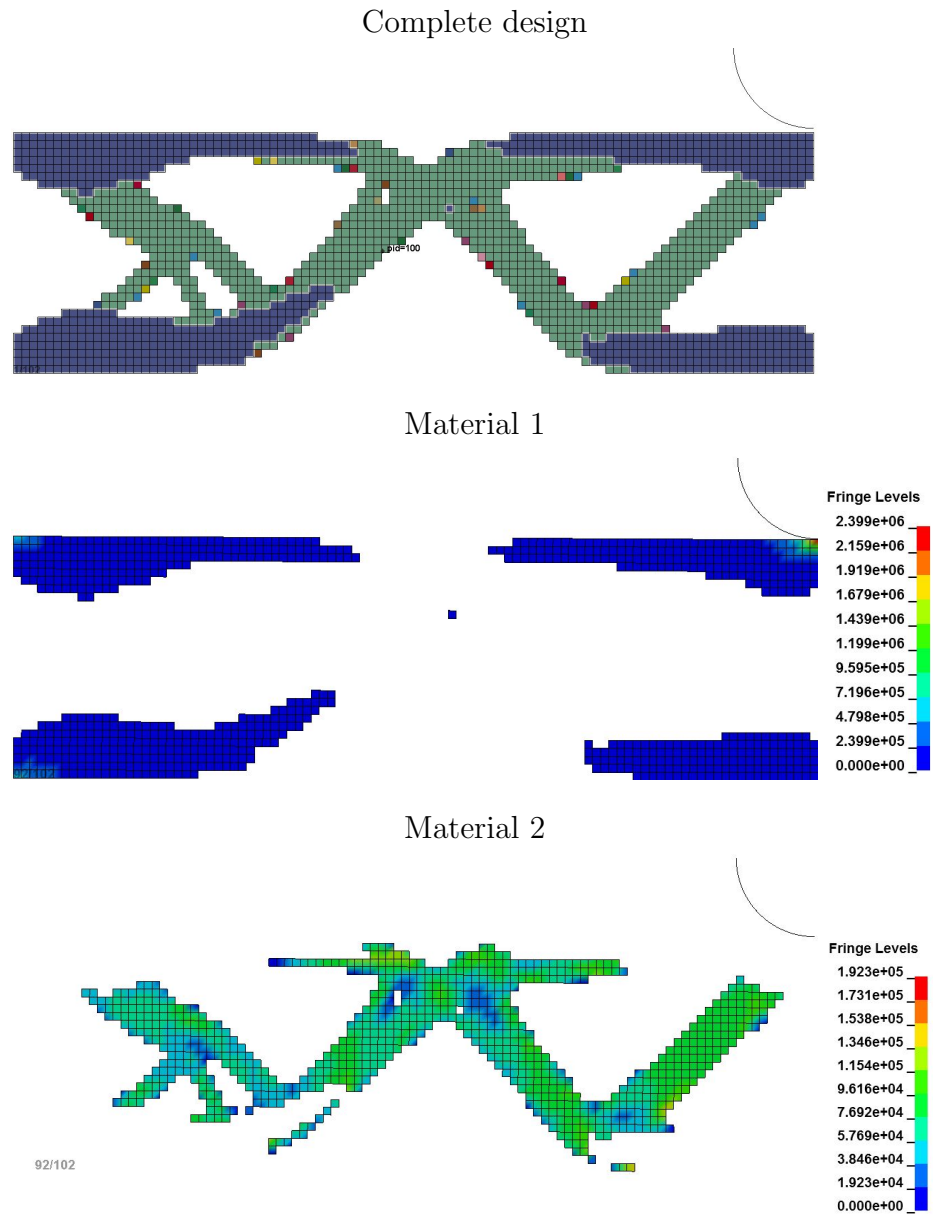 Complete design
pid=100
1/102
Material 1
Fringe Levels
2.399e+06
2.159e+06
1.919e+06
1.679e+06
1.439e+06
1.199e+06
9.595e+05
7.196e+05
4.798e+05
2.399e+05
0.000e+00
Material 2
Fringe Levels
1.923e+05
1.731e+05
1.538e+05
1.346e+05
1.154e+05
9.616e+04
7.692e+04
5.769e+04
3.846e+04
1.923e+04
0.000e+00
92/102